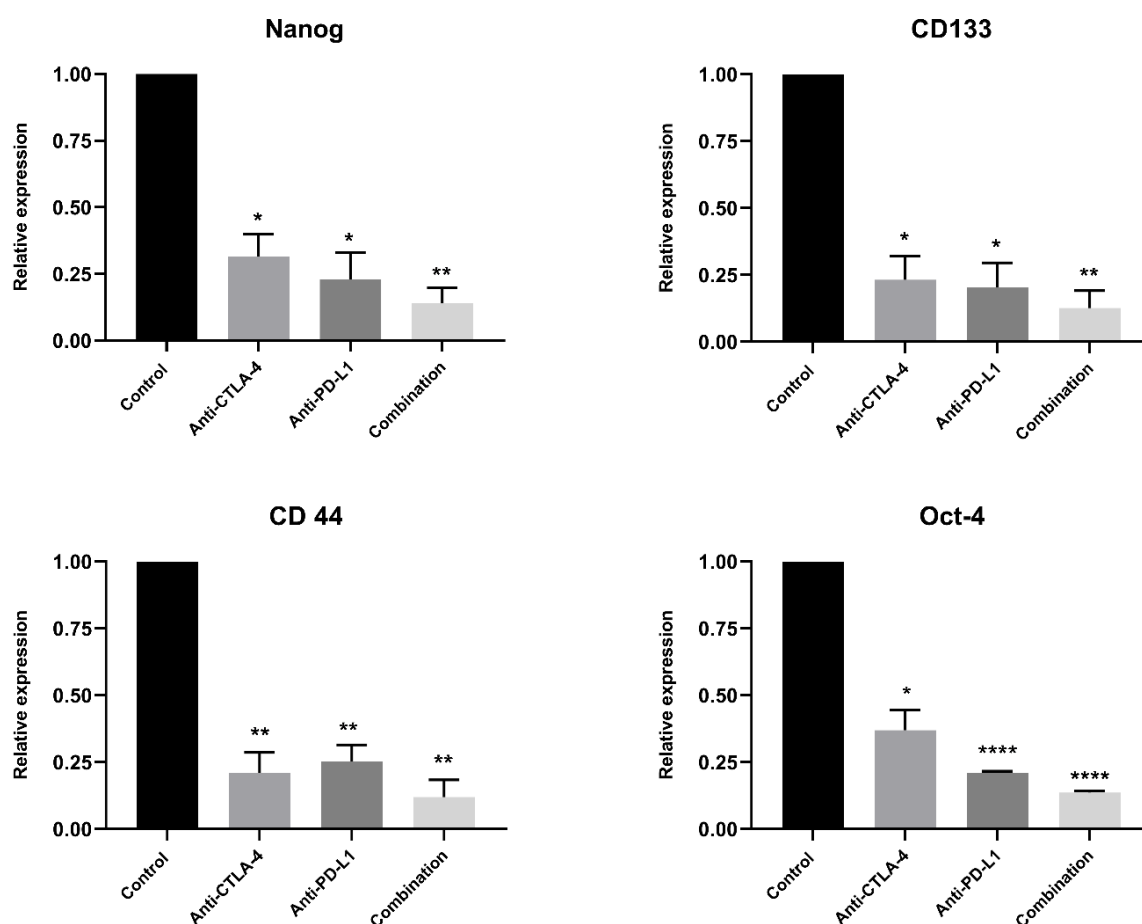 Nanog
Relative expression
1.00
0.75
0.50
0.25
0.00
*
*
**
Control
Anti-CTLA-4
Anti-PD-L1
Combination
CD133
Relative expression
1.00
0.75
0.50
0.25
0.00
*
*
**
Control
Anti-CTLA-4
Anti-PD-L1
Combination
CD 44
Relative expression
1.00
0.75
0.50
0.25
0.00
**
**
**
Control
Anti-CTLA-4
Anti-PD-L1
Combination
Oct-4
Relative expression
1.00
0.75
0.50
0.25
0.00
*
****
****
Control
Anti-CTLA-4
Anti-PD-L1
Combination